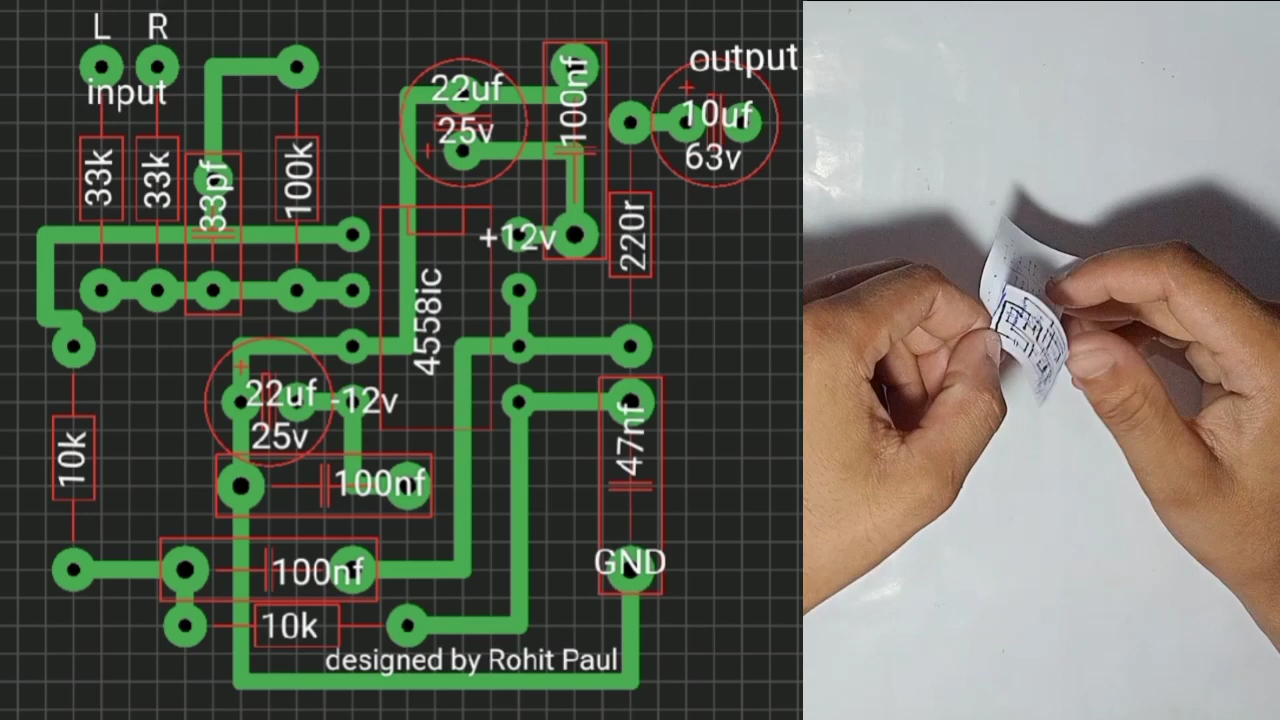 L R
input
33k
33k
33pf
100k
22uf
25v
100nf
output
10uf
63v
220r
+12v
4558ic
22uf
25v
-12v
10k
100nf
47nf
100nf
GND
10k
designed by Rohit Paul